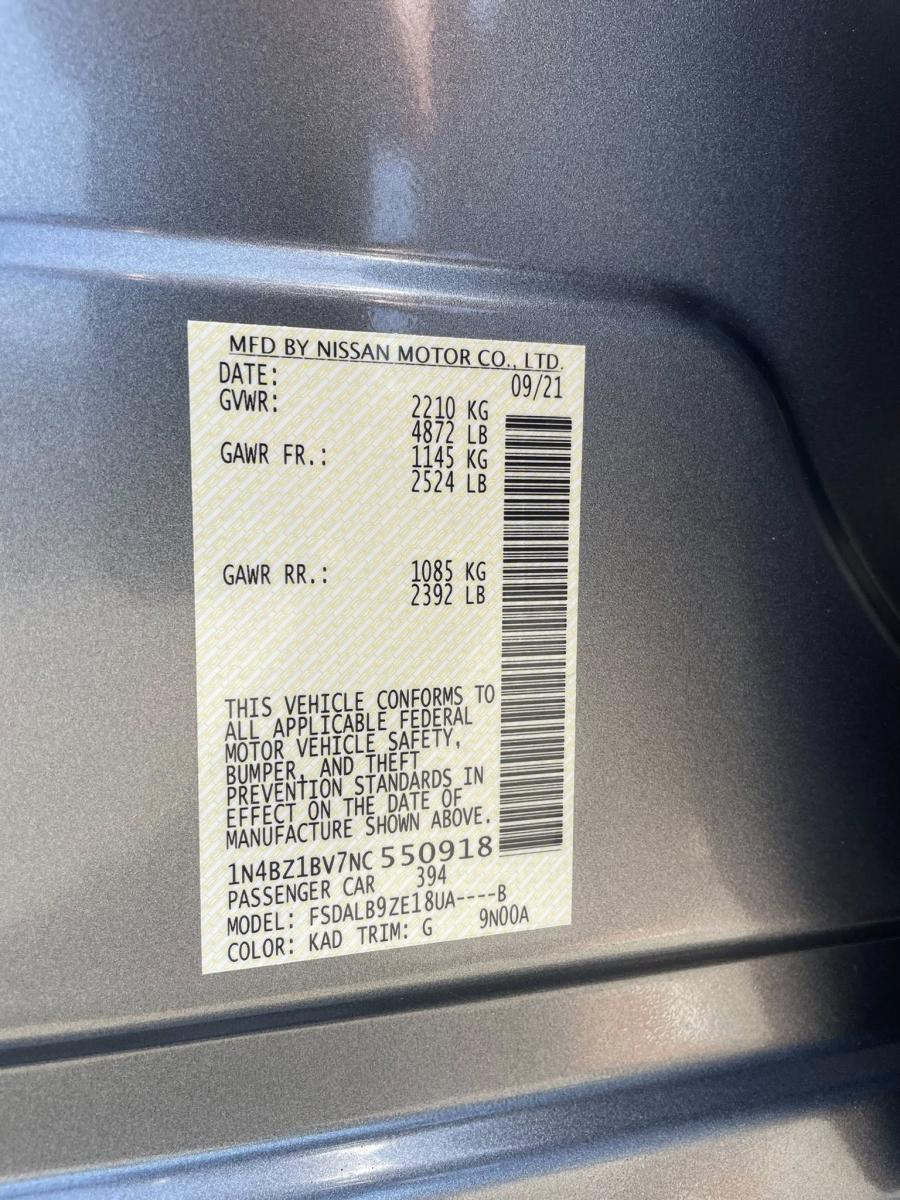 MFD BY NISSAN MOTOR CO., LTD.
DATE: 09/21
GVWR: 2210 KG
4872 LB
GAWR FR.: 1145 KG
2524 LB
GAWR RR.: 1085 KG
2392 LB
THIS VEHICLE CONFORMS TO
ALL APPLICABLE FEDERAL
MOTOR VEHICLE SAFETY,
BUMPER, AND THEFT
PREVENTION STANDARDS IN
EFFECT ON THE DATE OF
MANUFACTURE SHOWN ABOVE.
1N4BZ1BV7NC550918
PASSENGER CAR 394
MODEL: FSDALB9ZE18UA----B
COLOR: KAD TRIM: G 9N00A